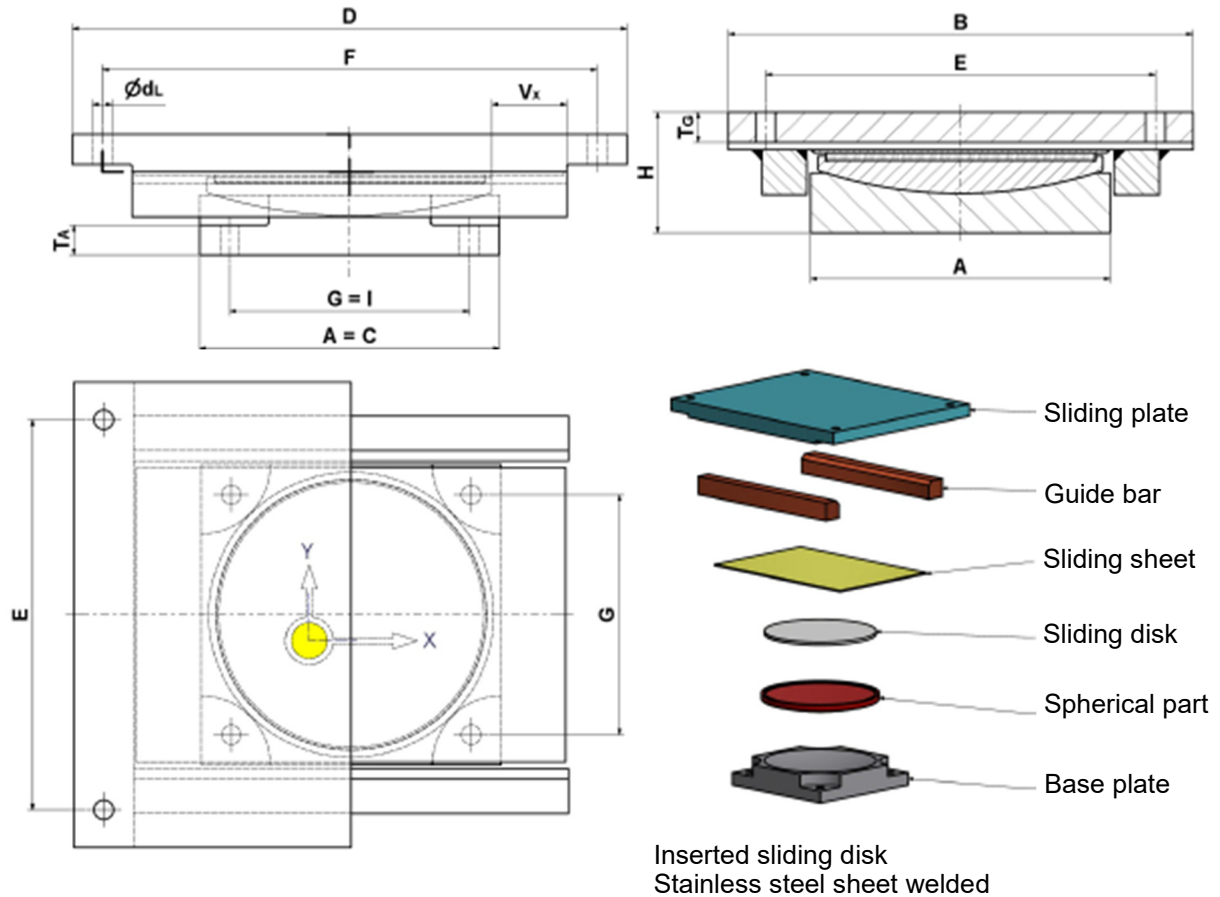 D
F
ØdL
Vx
TA
G = I
A = C
B
E
TG
H
A
E
Y
X
G
Sliding plate
Guide bar
Sliding sheet
Sliding disk
Spherical part
Base plate
Inserted sliding disk
Stainless steel sheet welded